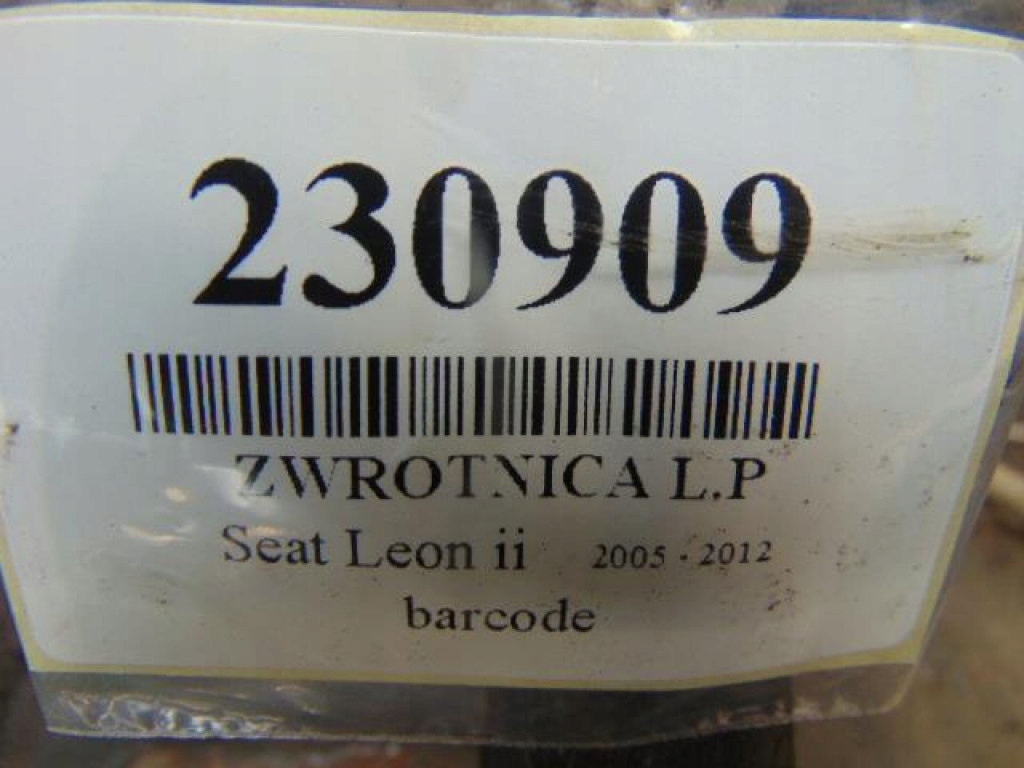 230909
ZWROTNICA L.P
Seat Leon ii 2005 - 2012
barcode